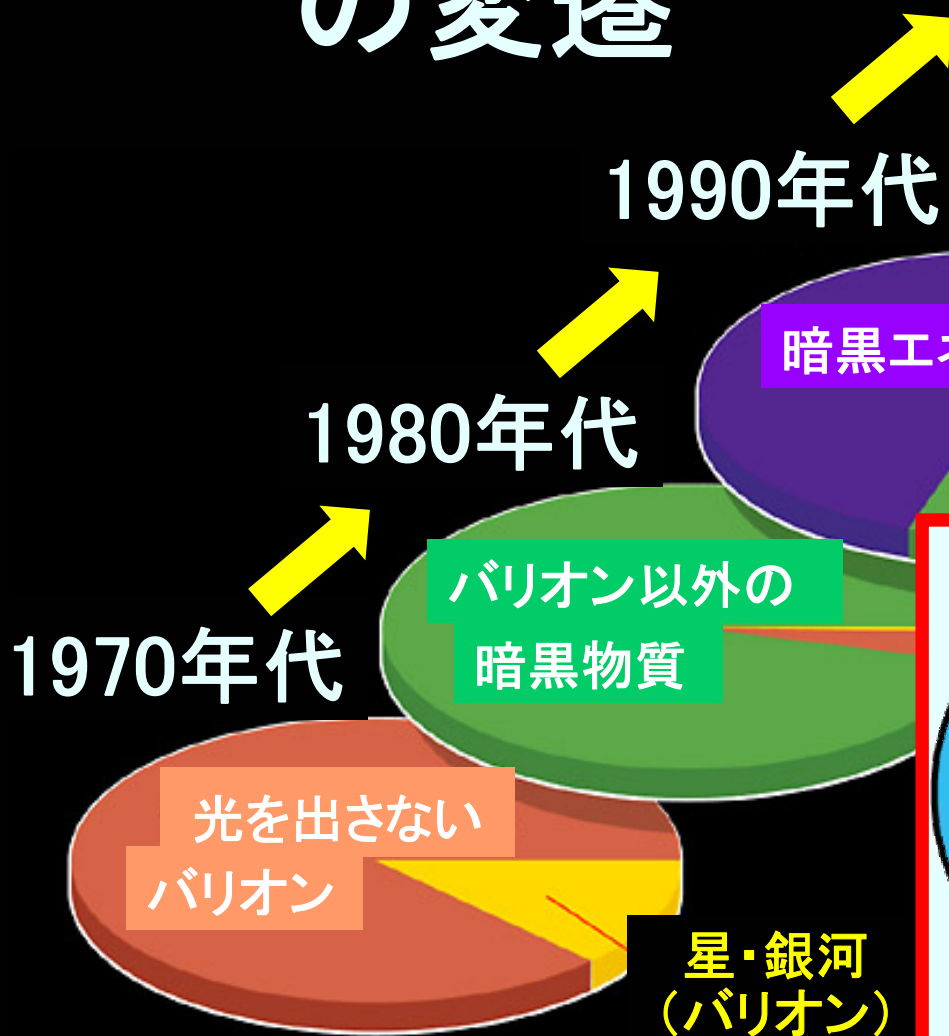 の変遷
1990年代
暗黒エネ
1980年代
バリオン以外の
暗黒物質
1970年代
光を出さない
バリオン
星・銀河
（バリオン）